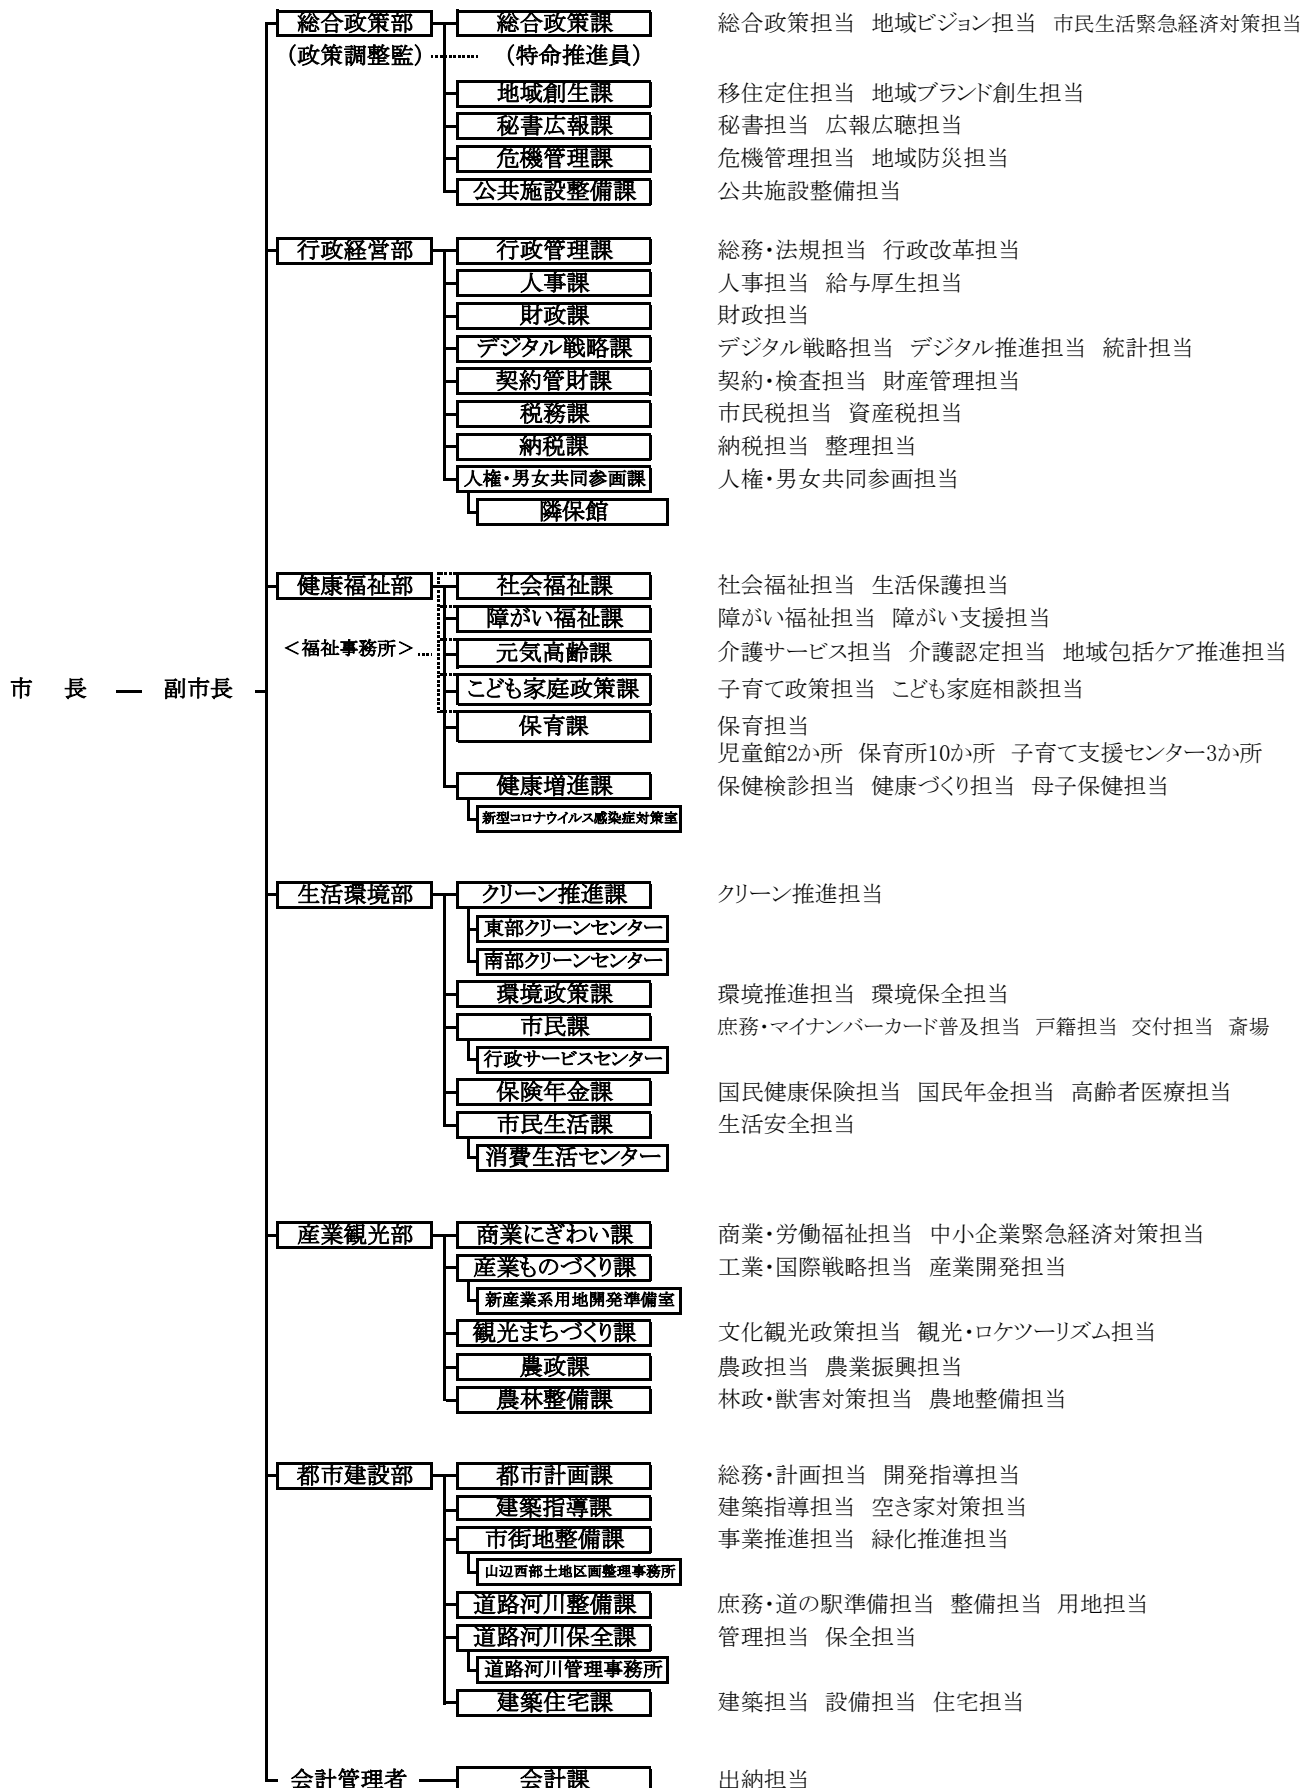 総合政策部 総合政策課 総合政策担当 地域ビジョン担当 市民生活緊急経済対策担当
(政策調整監) (特命推進員)
地域創生課 移住定住担当 地域ブランド創生担当
秘書広報課 秘書担当 広報広聴担当
危機管理課 危機管理担当 地域防災担当
公共施設整備課 公共施設整備担当
行政経営部 行政管理課 総務・法規担当 行政改革担当
人事課 人事担当 給与厚生担当
財政課 財政担当
デジタル戦略課 デジタル戦略担当 デジタル推進担当 統計担当
契約管財課 契約・検査担当 財産管理担当
税務課 市民税担当 資産税担当
納税課 納税担当 整理担当
人権・男女共同参画課 人権・男女共同参画担当
隣保館
健康福祉部 社会福祉課 社会福祉担当 生活保護担当
障がい福祉課 障がい福祉担当 障がい支援担当
<福祉事務所> 元気高齢課 介護サービス担当 介護認定担当 地域包括ケア推進担当
市 長 ― 副市長 こども家庭政策課 子育て政策担当 こども家庭相談担当
保育課 保育担当
児童館2か所 保育所10か所 子育て支援センター3か所
健康増進課 保健検診担当 健康づくり担当 母子保健担当
新型コロナウイルス感染症対策室
生活環境部 クリーン推進課 クリーン推進担当
東部クリーンセンター
南部クリーンセンター
環境政策課 環境推進担当 環境保全担当
市民課 庶務・マイナンバーカード普及担当 戸籍担当 交付担当 斎場
行政サービスセンター
保険年金課 国民健康保険担当 国民年金担当 高齢者医療担当
市民生活課 生活安全担当
消費生活センター
産業観光部 商業にぎわい課 商業・労働福祉担当 中小企業緊急経済対策担当
産業ものづくり課 工業・国際戦略担当 産業開発担当
新産業系用地開発準備室
観光まちづくり課 文化観光政策担当 観光・ロケツーリズム担当
農政課 農政担当 農業振興担当
農林整備課 林政・獣害対策担当 農地整備担当
都市建設部 都市計画課 総務・計画担当 開発指導担当
建築指導課 建築指導担当 空き家対策担当
市街地整備課 事業推進担当 緑化推進担当
山辺西部土地区画整理事務所
道路河川整備課 庶務・道の駅準備担当 整備担当 用地担当
道路河川保全課 管理担当 保全担当
道路河川管理事務所
建築住宅課 建築担当 設備担当 住宅担当
会計管理者 会計課 出納担当